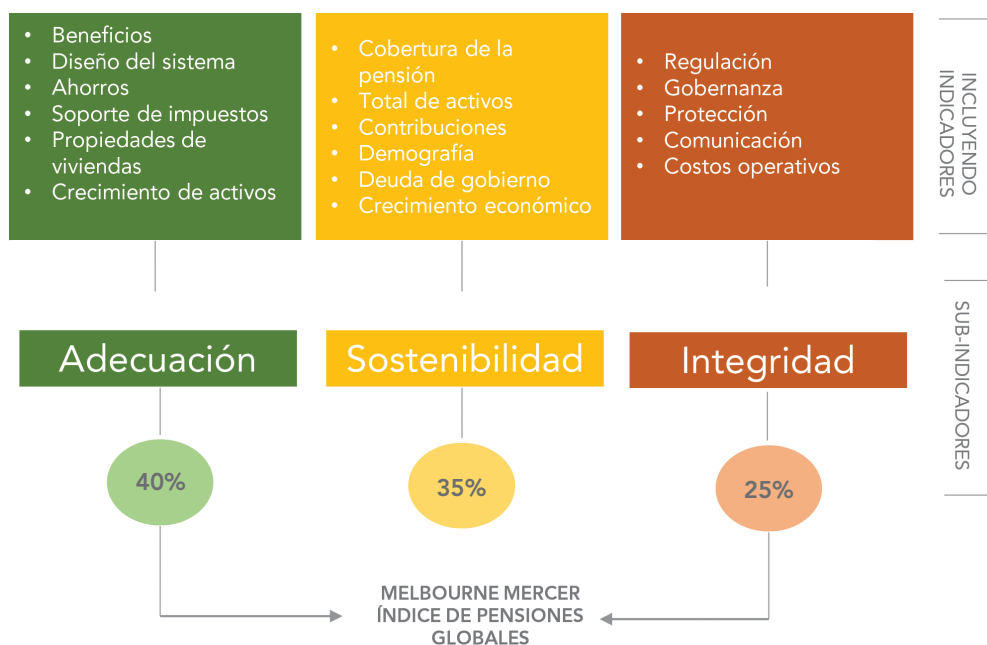 • Beneficios
• Diseño del sistema
• Ahorros
• Soporte de impuestos
• Propiedades de
viviendas
• Crecimiento de activos
• Cobertura de la
pensión
• Total de activos
• Contribuciones
• Demografía
• Deuda de gobierno
• Crecimiento económico
• Regulación
• Gobernanza
• Protección
• Comunicación
• Costos operativos
INCLUYENDO
INDICADORES
Adecuación
Sostenibilidad
Integridad
SUB-INDICADORES
40%
35%
25%
MELBOURNE MERCER
ÍNDICE DE PENSIONES
GLOBALES